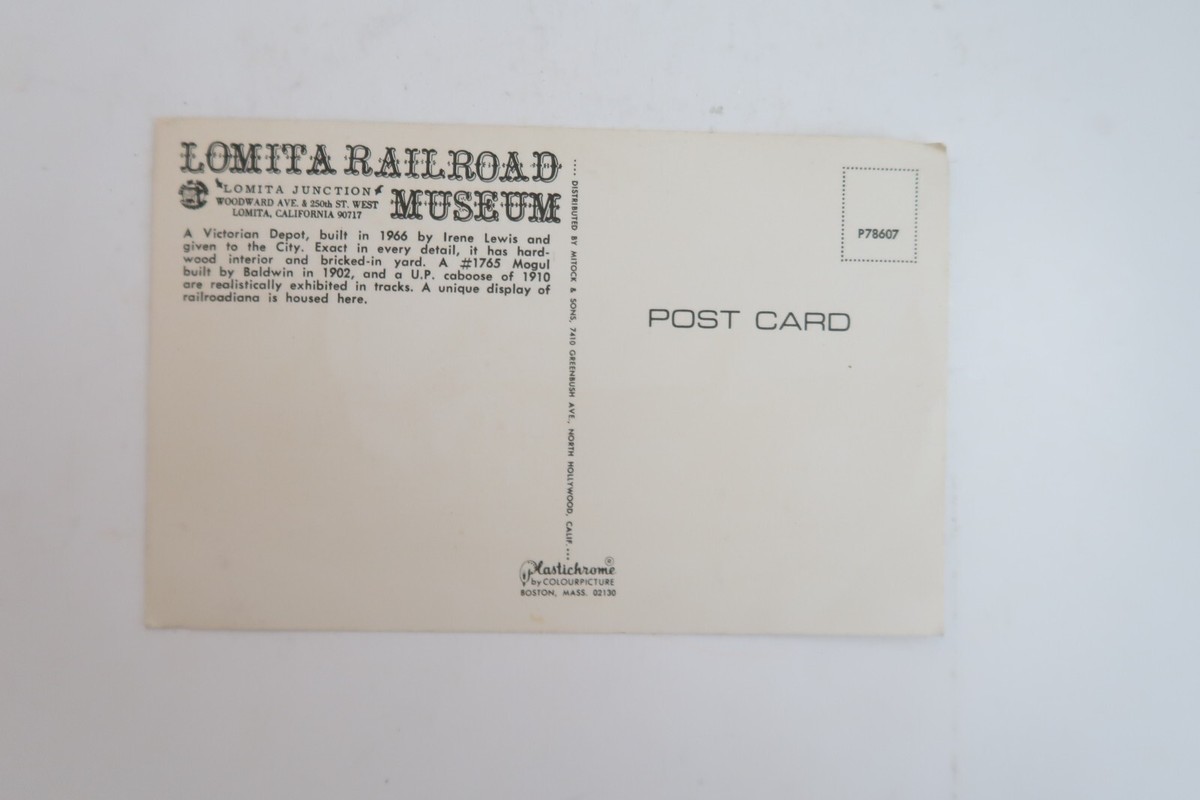 LOMITA RAILROAD
MUSEUM
LOMITA JUNCTION
WOODWARD AVE. & 250th ST. WEST
LOMITA, CALIFORNIA 90717
A Victorian Depot, built in 1966 by Irene Lewis and
given to the City. Exact in every detail, it has hard-
wood interior and bricked-in yard. A #1765 Mogul
built by Baldwin in 1902, and a U.P. caboose of 1910
are realistically exhibited in tracks. A unique display of
railroadiana is housed here.
.... DISTRIBUTED BY MITOCK & SONS, 7410 GREENBUSH AVE., NORTH HOLLYWOOD, CALIF. ...
Plastichrome ®
by COLOURPICTURE
BOSTON, MASS. 02130
P78607
POST CARD